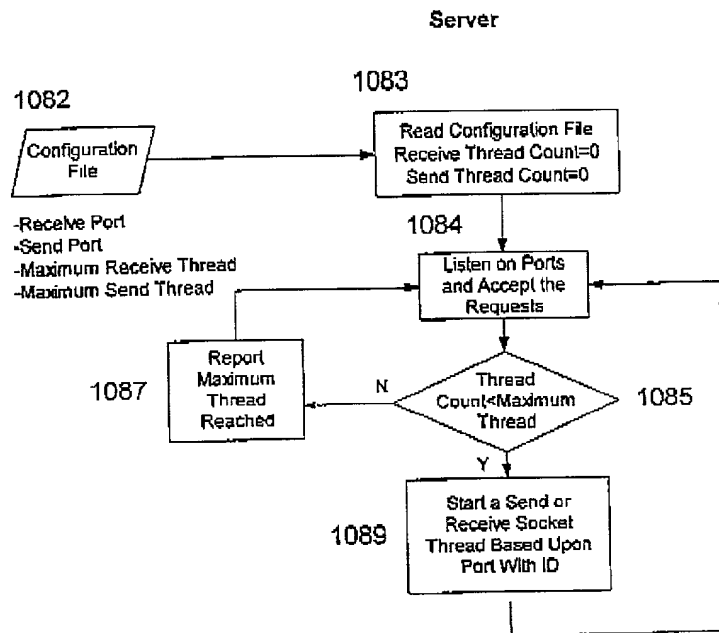 Server
1082
1083
Configuration
File
Read Configuration File
Receive Thread Count=0
Send Thread Count=0
-Receive Port
-Send Port
-Maximum Receive Thread
-Maximum Send Thread
1084
Listen on Ports
and Accept the
Requests
1087
Report
Maximum
Thread
Reached
N
Thread
Count<Maximum
Thread
1085
Y
1089
Start a Send or
Receive Socket
Thread Based Upon
Port With ID